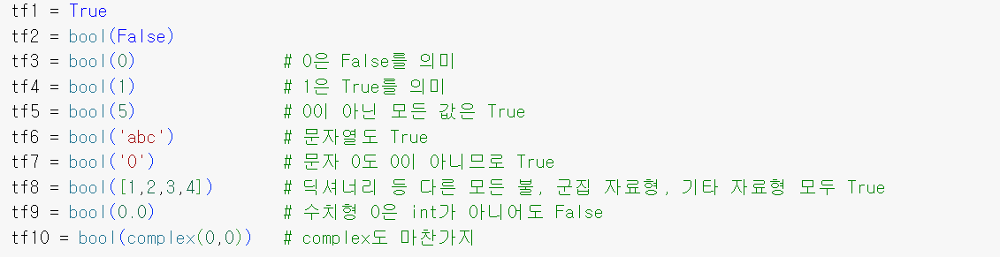 tf1 = True
tf2 = bool(False)
tf3 = bool(0) # 0은 False를 의미
tf4 = bool(1) # 1은 True를 의미
tf5 = bool(5) # 0이 아닌 모든 값은 True
tf6 = bool('abc') # 문자열도 True
tf7 = bool('0') # 문자 0도 0이 아니므로 True
tf8 = bool([1,2,3,4]) # 딕셔너리 등 다른 모든 불, 군집 자료형, 기타 자료형 모두 True
tf9 = bool(0.0) # 수치형 0은 int가 아니어도 False
tf10 = bool(complex(0,0)) # complex도 마찬가지